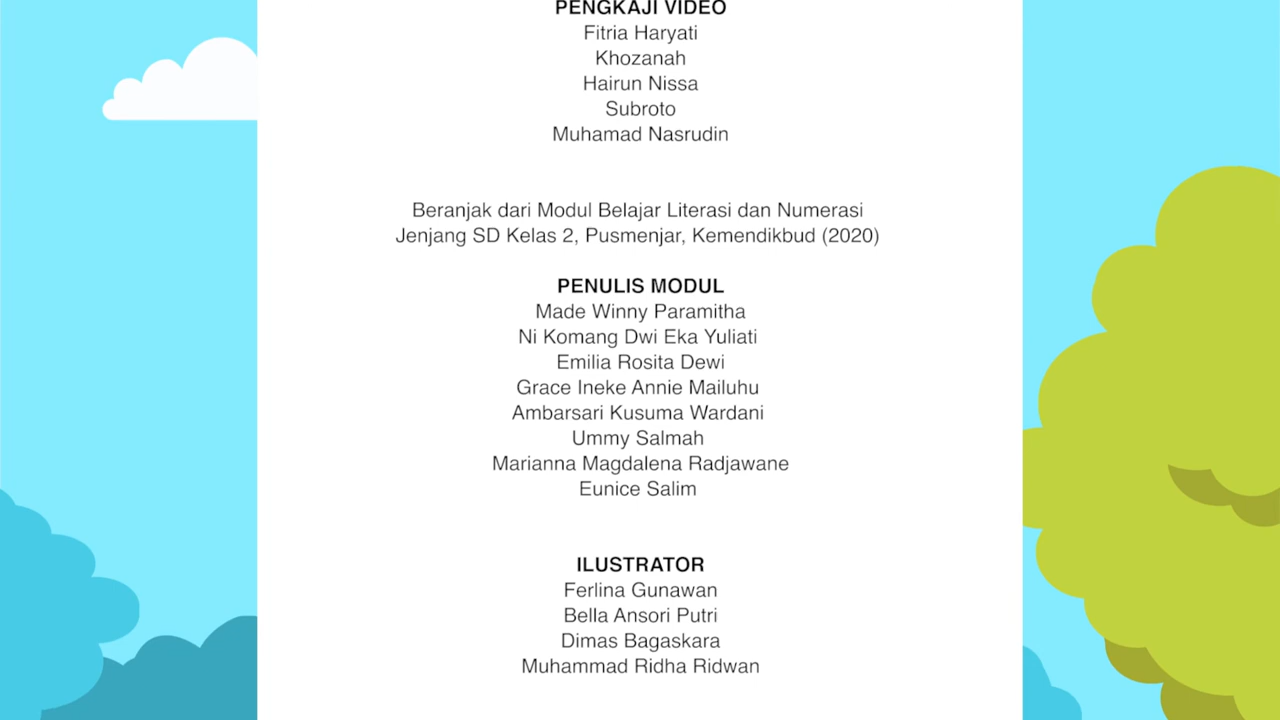 PENGKAJI VIDEO
Fitria Haryati
Khozanah
Hairun Nissa
Subroto
Muhamad Nasrudin
Beranjak dari Modul Belajar Literasi dan Numerasi
Jenjang SD Kelas 2, Pusmenjar, Kemendikbud (2020)
PENULIS MODUL
Made Winny Paramitha
Ni Komang Dwi Eka Yuliati
Emilia Rosita Dewi
Grace Ineke Annie Mailuhu
Ambarsari Kusuma Wardani
Ummy Salmah
Marianna Magdalena Radjawane
Eunice Salim
ILUSTRATOR
Ferlina Gunawan
Bella Ansori Putri
Dimas Bagaskara
Muhammad Ridha Ridwan